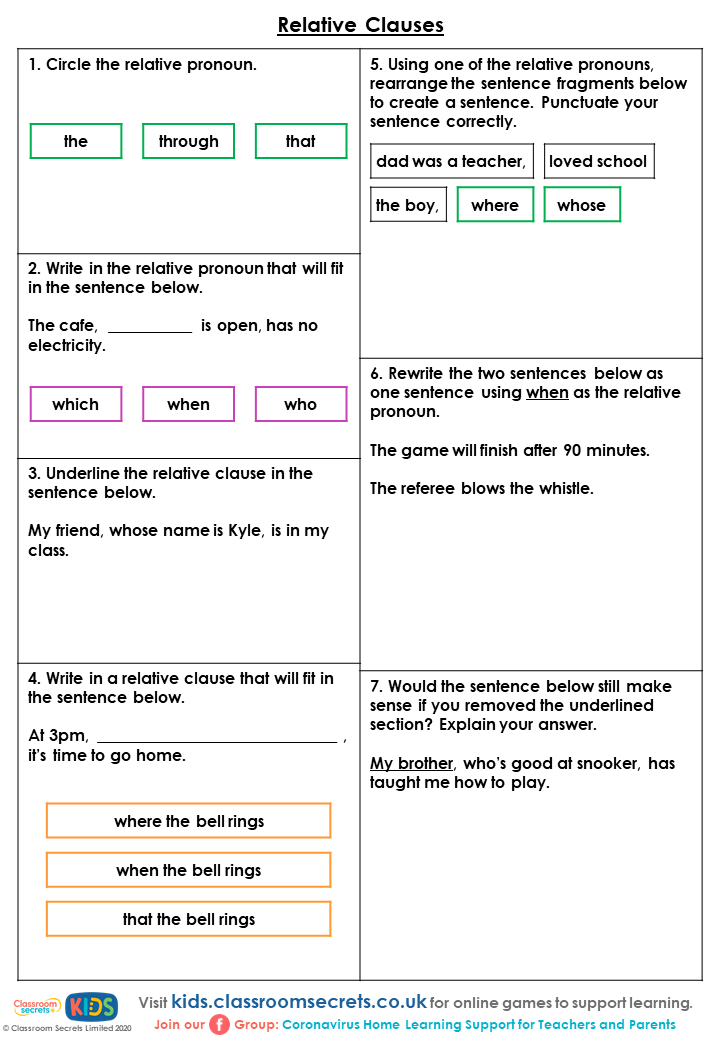 Relative Clauses
1. Circle the relative pronoun.
the
through
that
2. Write in the relative pronoun that will fit
in the sentence below.
The cafe, __________ is open, has no
electricity.
which
when
who
3. Underline the relative clause in the
sentence below.
My friend, whose name is Kyle, is in my
class.
4. Write in a relative clause that will fit in
the sentence below.
At 3pm, ____________________________ ,
it's time to go home.
where the bell rings
when the bell rings
that the bell rings
5. Using one of the relative pronouns,
rearrange the sentence fragments below
to create a sentence. Punctuate your
sentence correctly.
dad was a teacher,
loved school
the boy,
where
whose
6. Rewrite the two sentences below as
one sentence using when as the relative
pronoun.
The game will finish after 90 minutes.
The referee blows the whistle.
7. Would the sentence below still make
sense if you removed the underlined
section? Explain your answer.
My brother, who's good at snooker, has
taught me how to play.
Classroom
Secrets
KIDS
© Classroom Secrets Limited 2020
Visit kids.classroomsecrets.co.uk for online games to support learning.
Join our f Group: Coronavirus Home Learning Support for Teachers and Parents